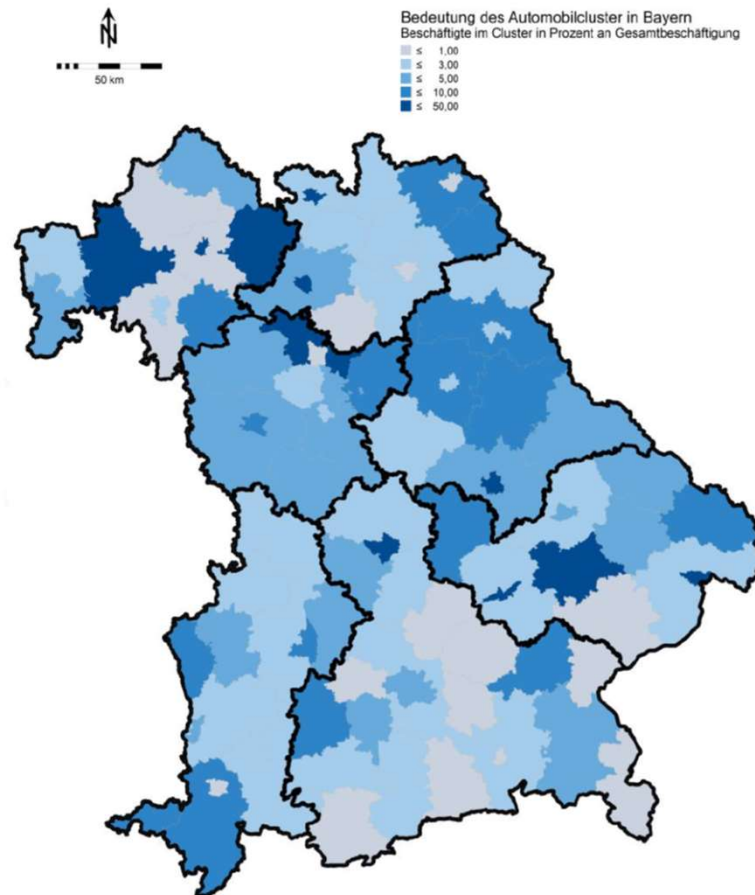 N
50 km
Bedeutung des Automobilcluster in Bayern
Beschäftigte im Cluster in Prozent an Gesamtbeschäftigung
≤ 1,00
≤ 3,00
≤ 5,00
≤ 10,00
≤ 50,00